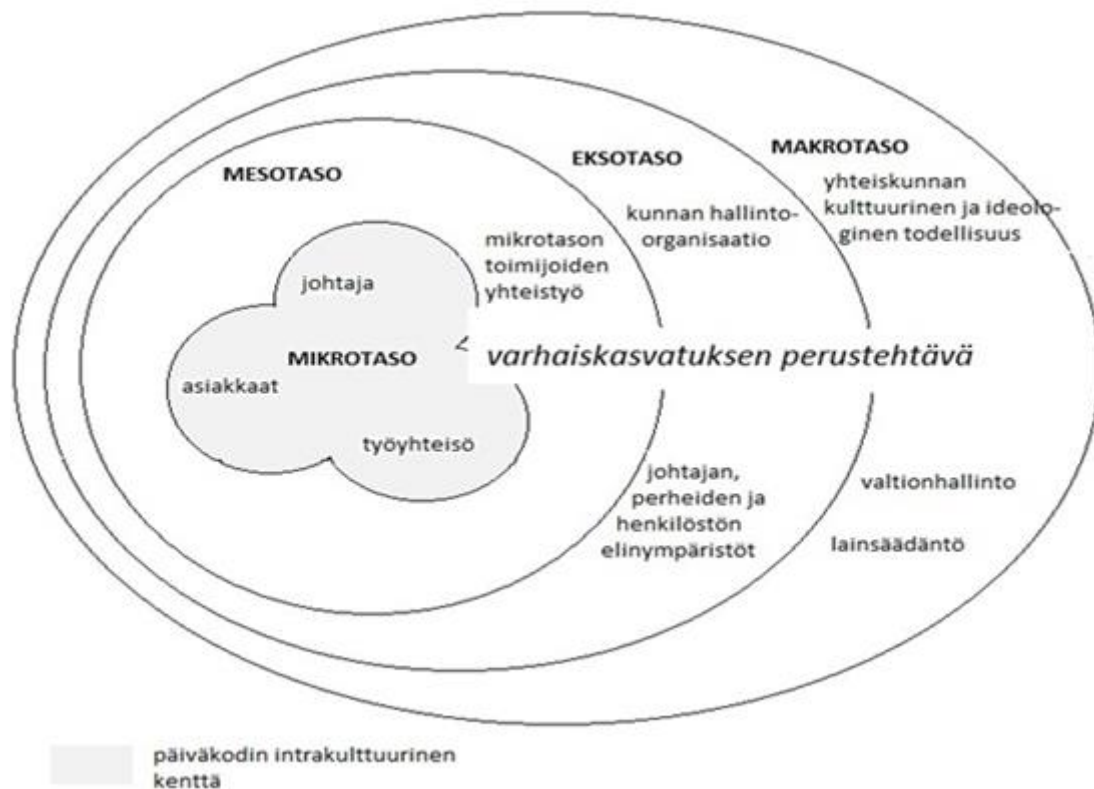 MESOTASO
EKSOTASO
MAKROTASO
yhteiskunnan
kulttuurinen ja ideolo-
ginen todellisuus
kunnan hallinto-
organisaatio
mikrotason
toimijoiden
yhteistyö
johtaja
MIKROTASO
varhaiskasvatuksen perustehtävä
asiakkaat
työyhteisö
johtajan,
perheiden ja
henkilöstön
elinympäristöt
valtionhallinto
lainsäädäntö
päiväkodin intrakulttuurinen
kenttä